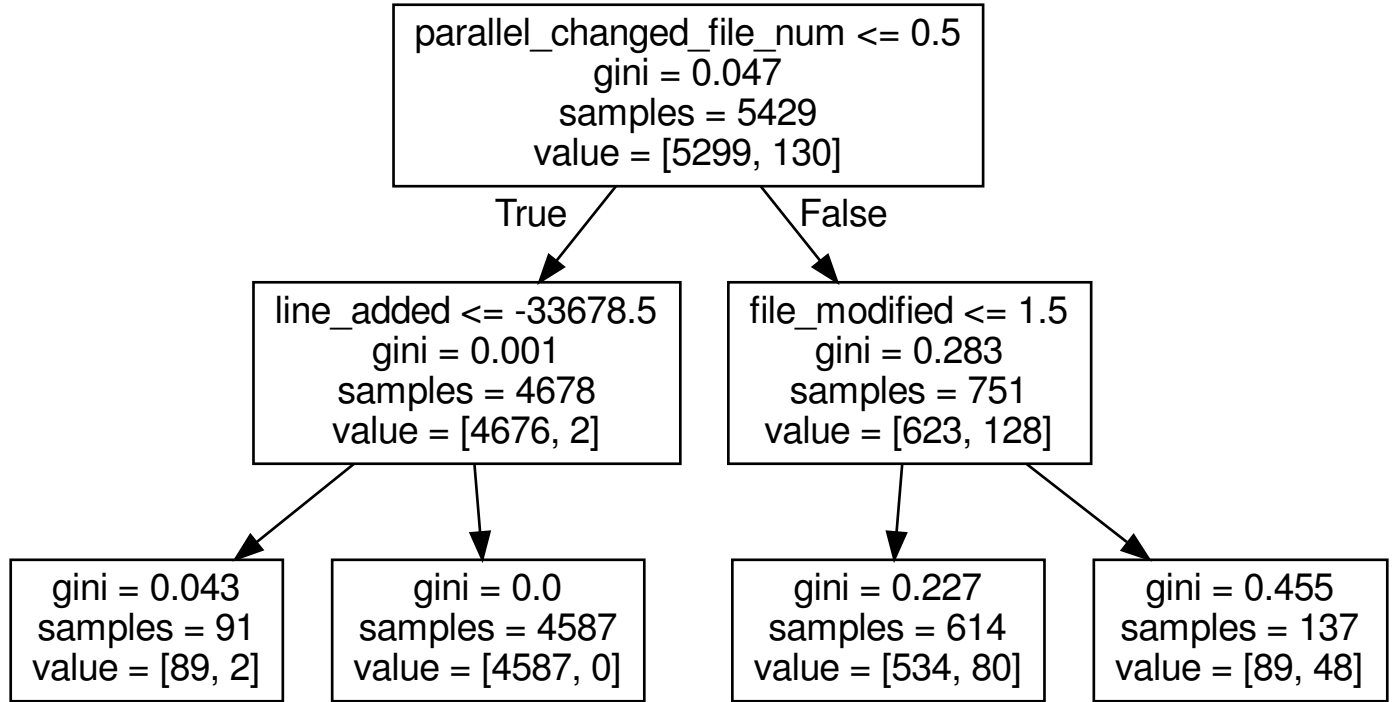 parallel_changed_file_num <= 0.5
gini = 0.047
samples = 5429
value = [5299, 130]
True
False
line_added <= -33678.5
gini = 0.001
samples = 4678
value = [4676, 2]
file_modified <= 1.5
gini = 0.283
samples = 751
value = [623, 128]
gini = 0.043
samples = 91
value = [89, 2]
gini = 0.0
samples = 4587
value = [4587, 0]
gini = 0.227
samples = 614
value = [534, 80]
gini = 0.455
samples = 137
value = [89, 48]